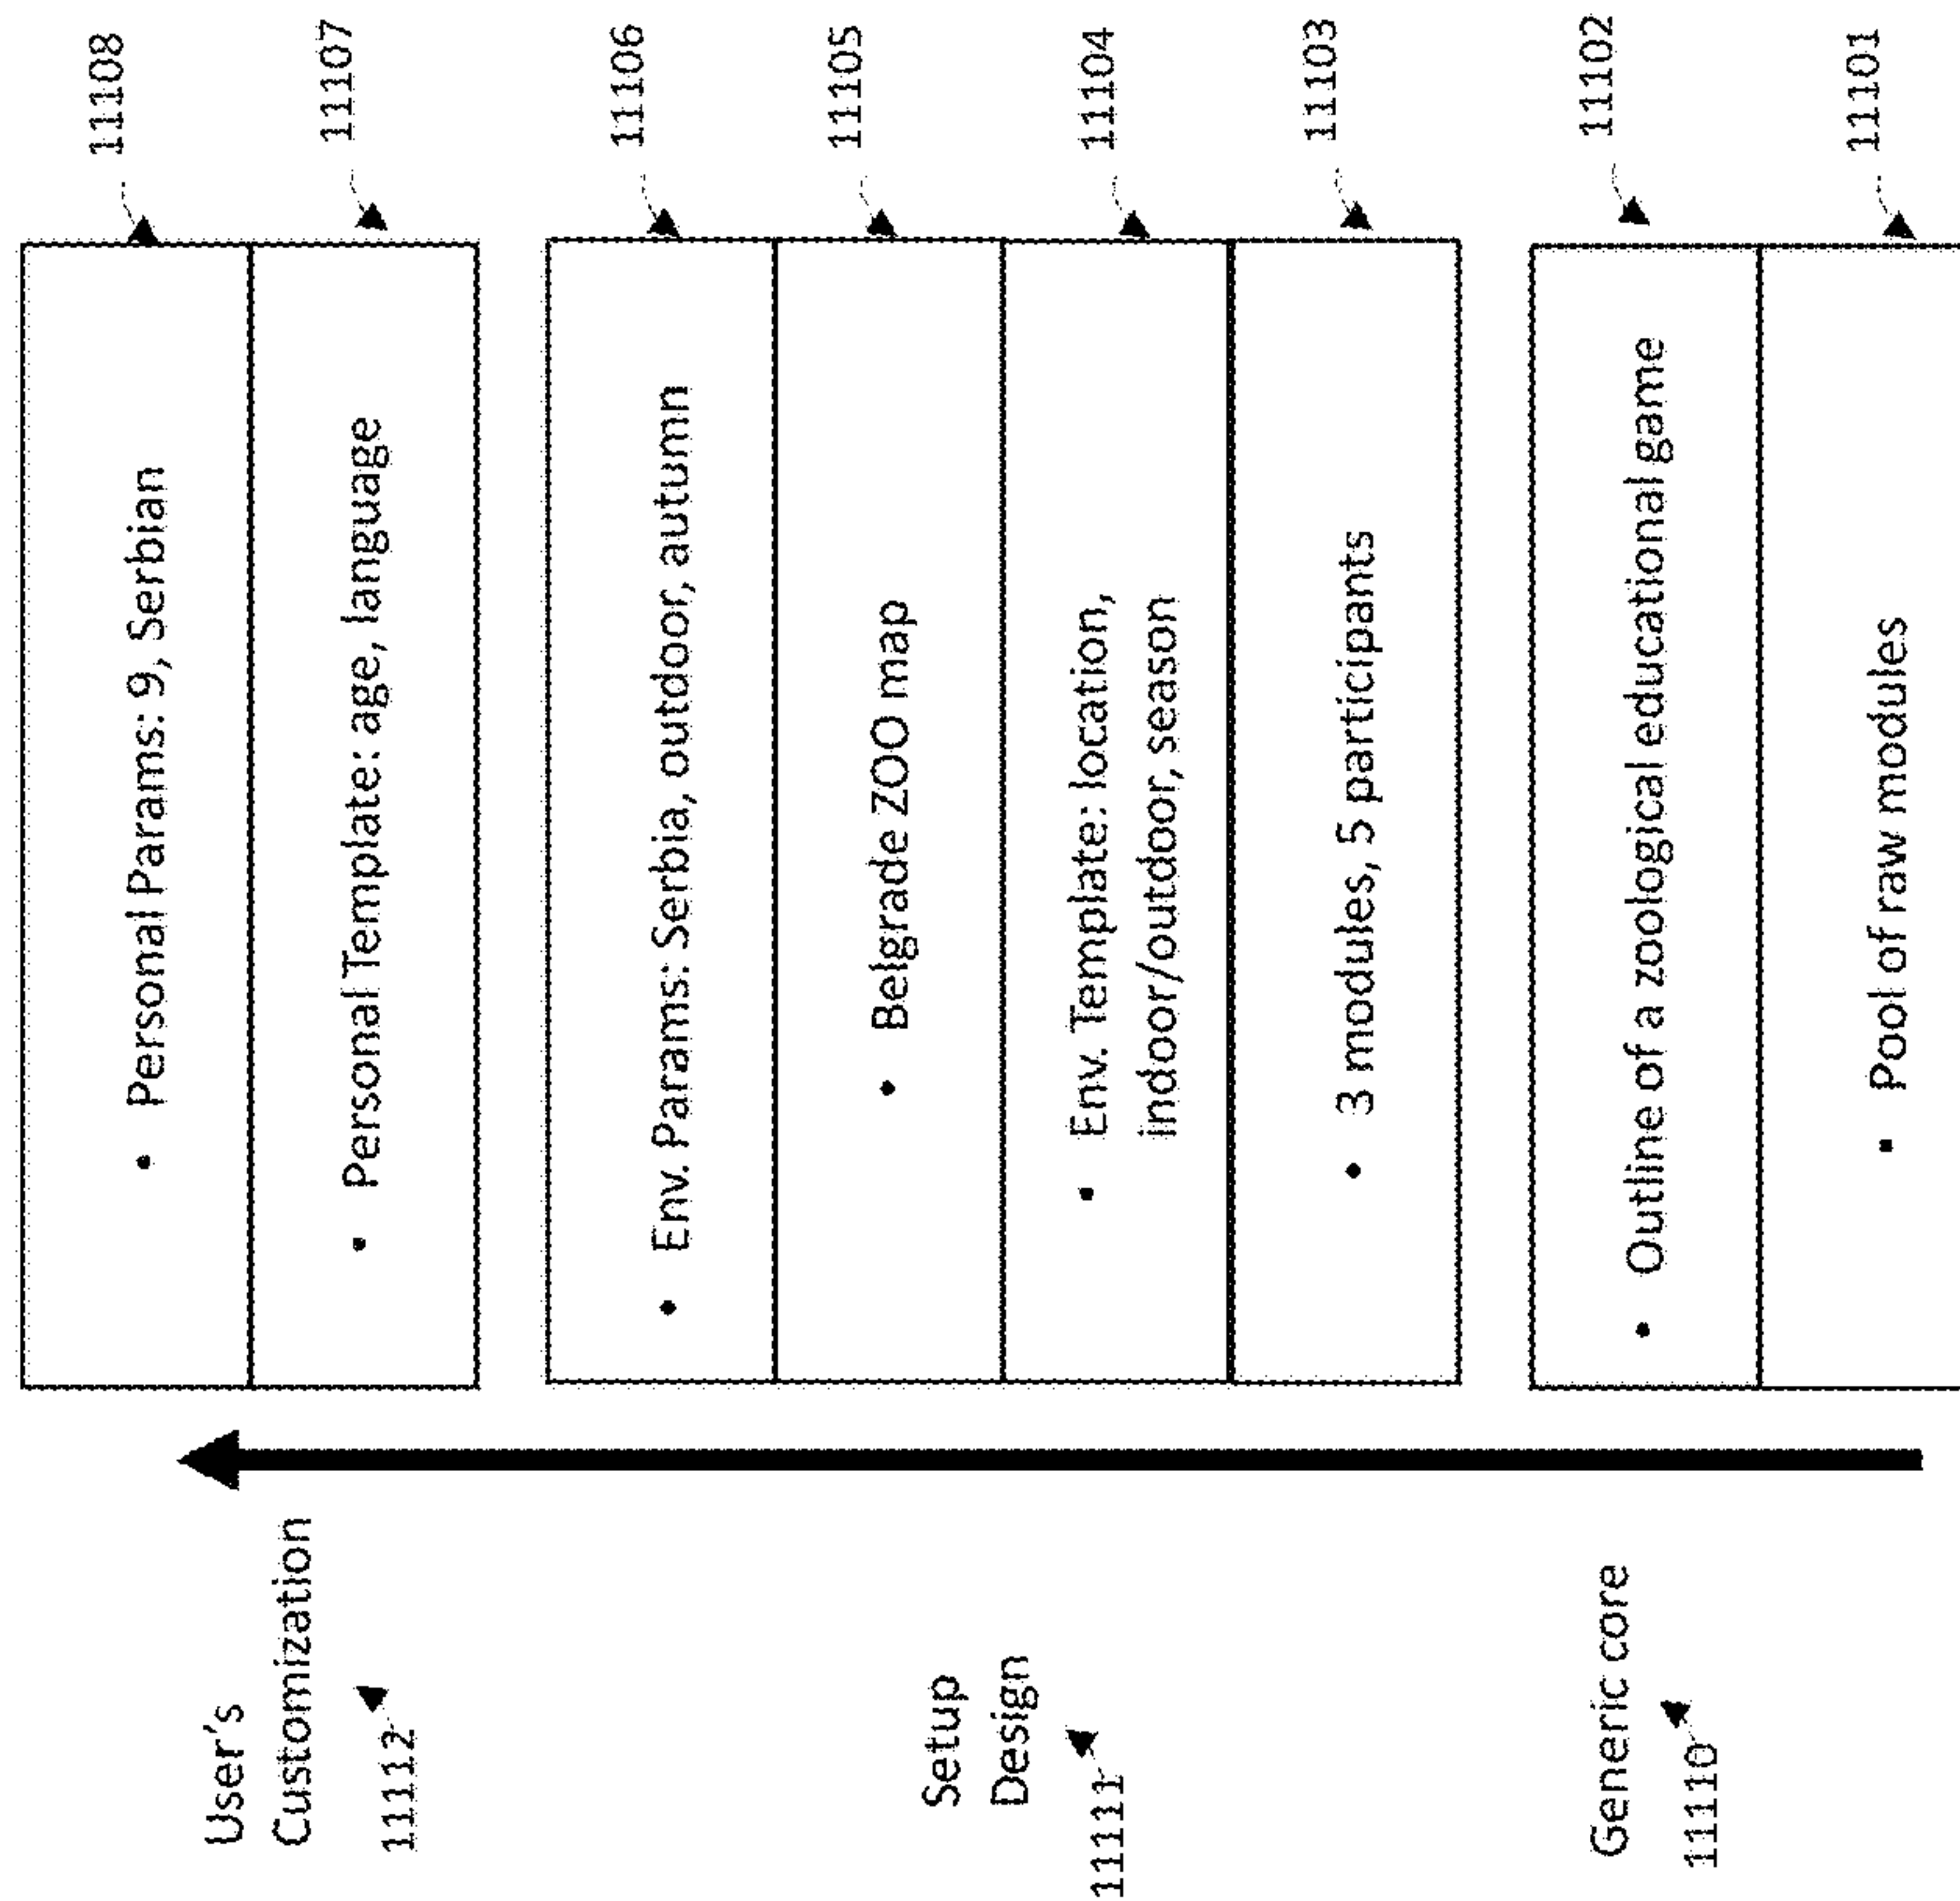 User's
Customization
11112
• Personal Params: 9, Serbian
11108
• Personal Template: age, language
11107
Setup
Design
11111
• Env. Params: Serbia, outdoor, autumn
11106
• Belgrade ZOO map
11105
• Env. Template: location,
indoor/outdoor, season
11104
• 3 modules, 5 participants
11103
Generic core
11110
• Outline of a zoological educational game
11102
• Pool of raw modules
11101